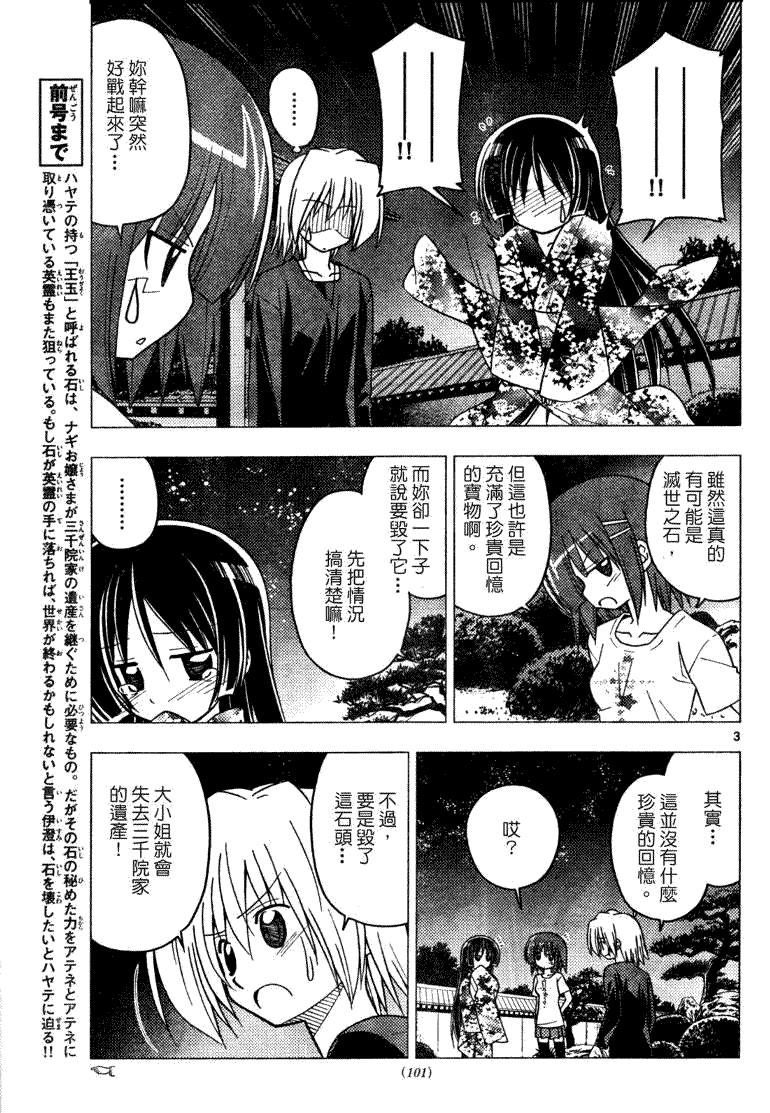 ━━━!!
━━━!!
………
妳幹嘛突然
好戰起來了…
雖然這真的
有可能是
滅世之石，
但這也許是
充滿了珍貴回憶
的寶物啊。
而妳卻一下子
就說要毀了它…
先把情況
搞清楚嘛！
………
3
其實…
這並沒有什麼
珍貴的回憶。
哎？
不過，
要是毀了
這石頭…
大小姐就會
失去三千院家
的遺產！
(101)
前号まで
ハヤテの持つ「王玉」と呼ばれる石は、ナギお嬢さまが三千院家の遺産を継ぐために必要なもの。だがその石の秘めた力をアテネとアテネに
取り憑いている英霊もまた狙っている。もし石が英霊の手に落ちれば、世界が終わるかもしれないと言う伊澄は、石を壊したいとハヤテに迫る!!